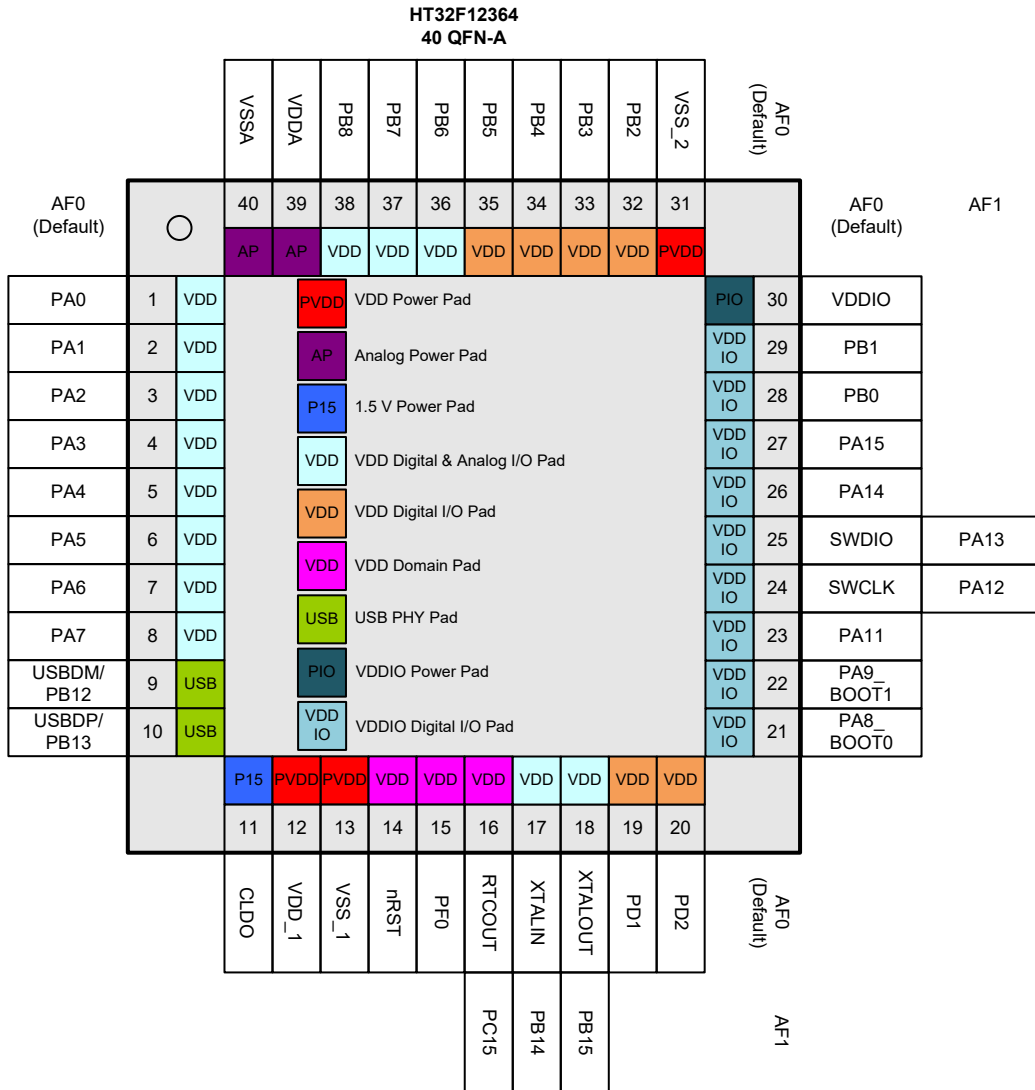 HT32F12364
40 QFN-A
VSSA
VDDA
PB8
PB7
PB6
PB5
PB4
PB3
PB2
VSS_2
AF0
(Default)
AF0
(Default)
40 39 38 37 36 35 34 33 32 31
AP AP VDD VDD VDD VDD VDD VDD VDD PVDD
AF0
(Default)
AF1
PA0 1 VDD
PA1 2 VDD
PA2 3 VDD
PA3 4 VDD
PA4 5 VDD
PA5 6 VDD
PA6 7 VDD
PA7 8 VDD
USBDM/
PB12
9 USB
USBDP/
PB13
10 USB
PVDD VDD Power Pad
AP Analog Power Pad
P15 1.5 V Power Pad
VDD VDD Digital & Analog I/O Pad
VDD VDD Digital I/O Pad
VDD VDD Domain Pad
USB USB PHY Pad
PIO VDDIO Power Pad
VDD
IO
VDDIO Digital I/O Pad
PIO 30 VDDIO
VDD
IO
29 PB1
VDD
IO
28 PB0
VDD
IO
27 PA15
VDD
IO
26 PA14
VDD
IO
25 SWDIO PA13
VDD
IO
24 SWCLK PA12
VDD
IO
23 PA11
VDD
IO
22 PA9_
BOOT1
VDD
IO
21 PA8_
BOOT0
P15 PVDD PVDD VDD VDD VDD VDD VDD VDD VDD
11 12 13 14 15 16 17 18 19 20
CLDO
VDD_1
VSS_1
nRST
PF0
RTCOUT
XTALIN
XTALOUT
PD1
PD2
AF0
(Default)
PC15
PB14
PB15
AF1